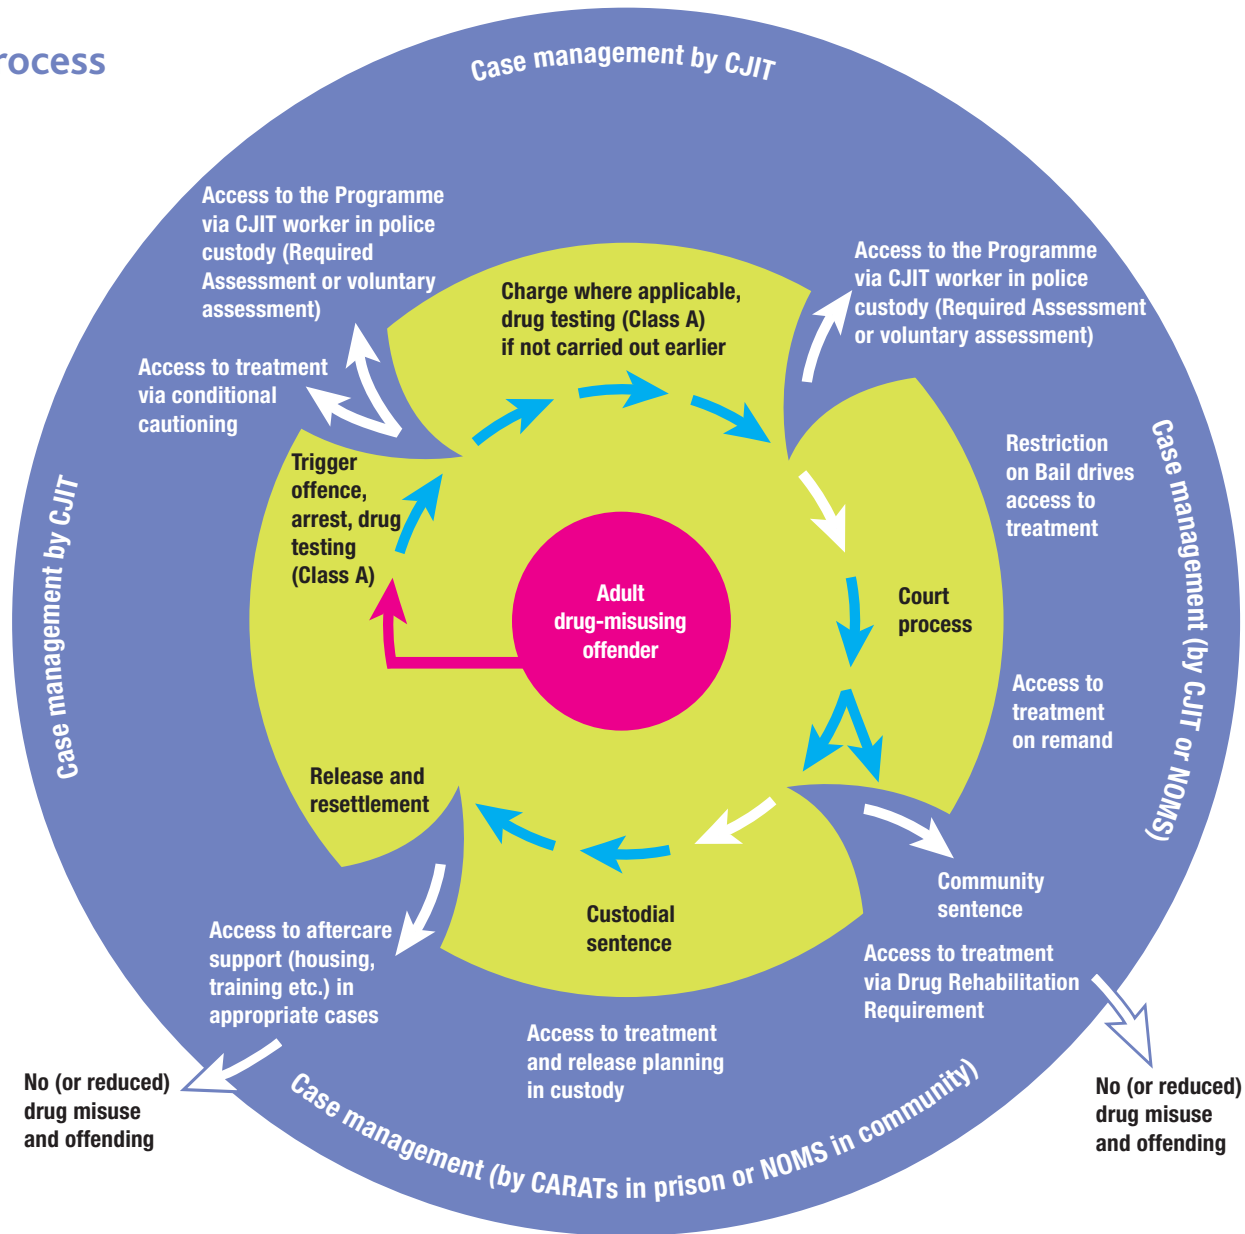 rocess
Case management by CJIT
Access to the Programme
via CJIT worker in police
custody (Required
Assessment or voluntary
assessment)
Access to the Programme
via CJIT worker in police
custody (Required Assessment
or voluntary assessment)
Charge where applicable,
drug testing (Class A)
if not carried out earlier
Access to treatment
via conditional
cautioning
Trigger
offence,
arrest, drug
testing
(Class A)
Restriction
on Bail drives
access to
treatment
Case management by CJIT
Case management (by CJIT or NOMS)
Adult
drug-misusing
offender
Court
process
Access to
treatment
on remand
Release and
resettlement
Community
sentence
Custodial
sentence
Access to aftercare
support (housing,
training etc.) in
appropriate cases
Access to treatment
via Drug Rehabilitation
Requirement
Access to treatment
and release planning
in custody
No (or reduced)
drug misuse
and offending
No (or reduced)
drug misuse
and offending
Case management (by CARATs in prison or NOMS in community)